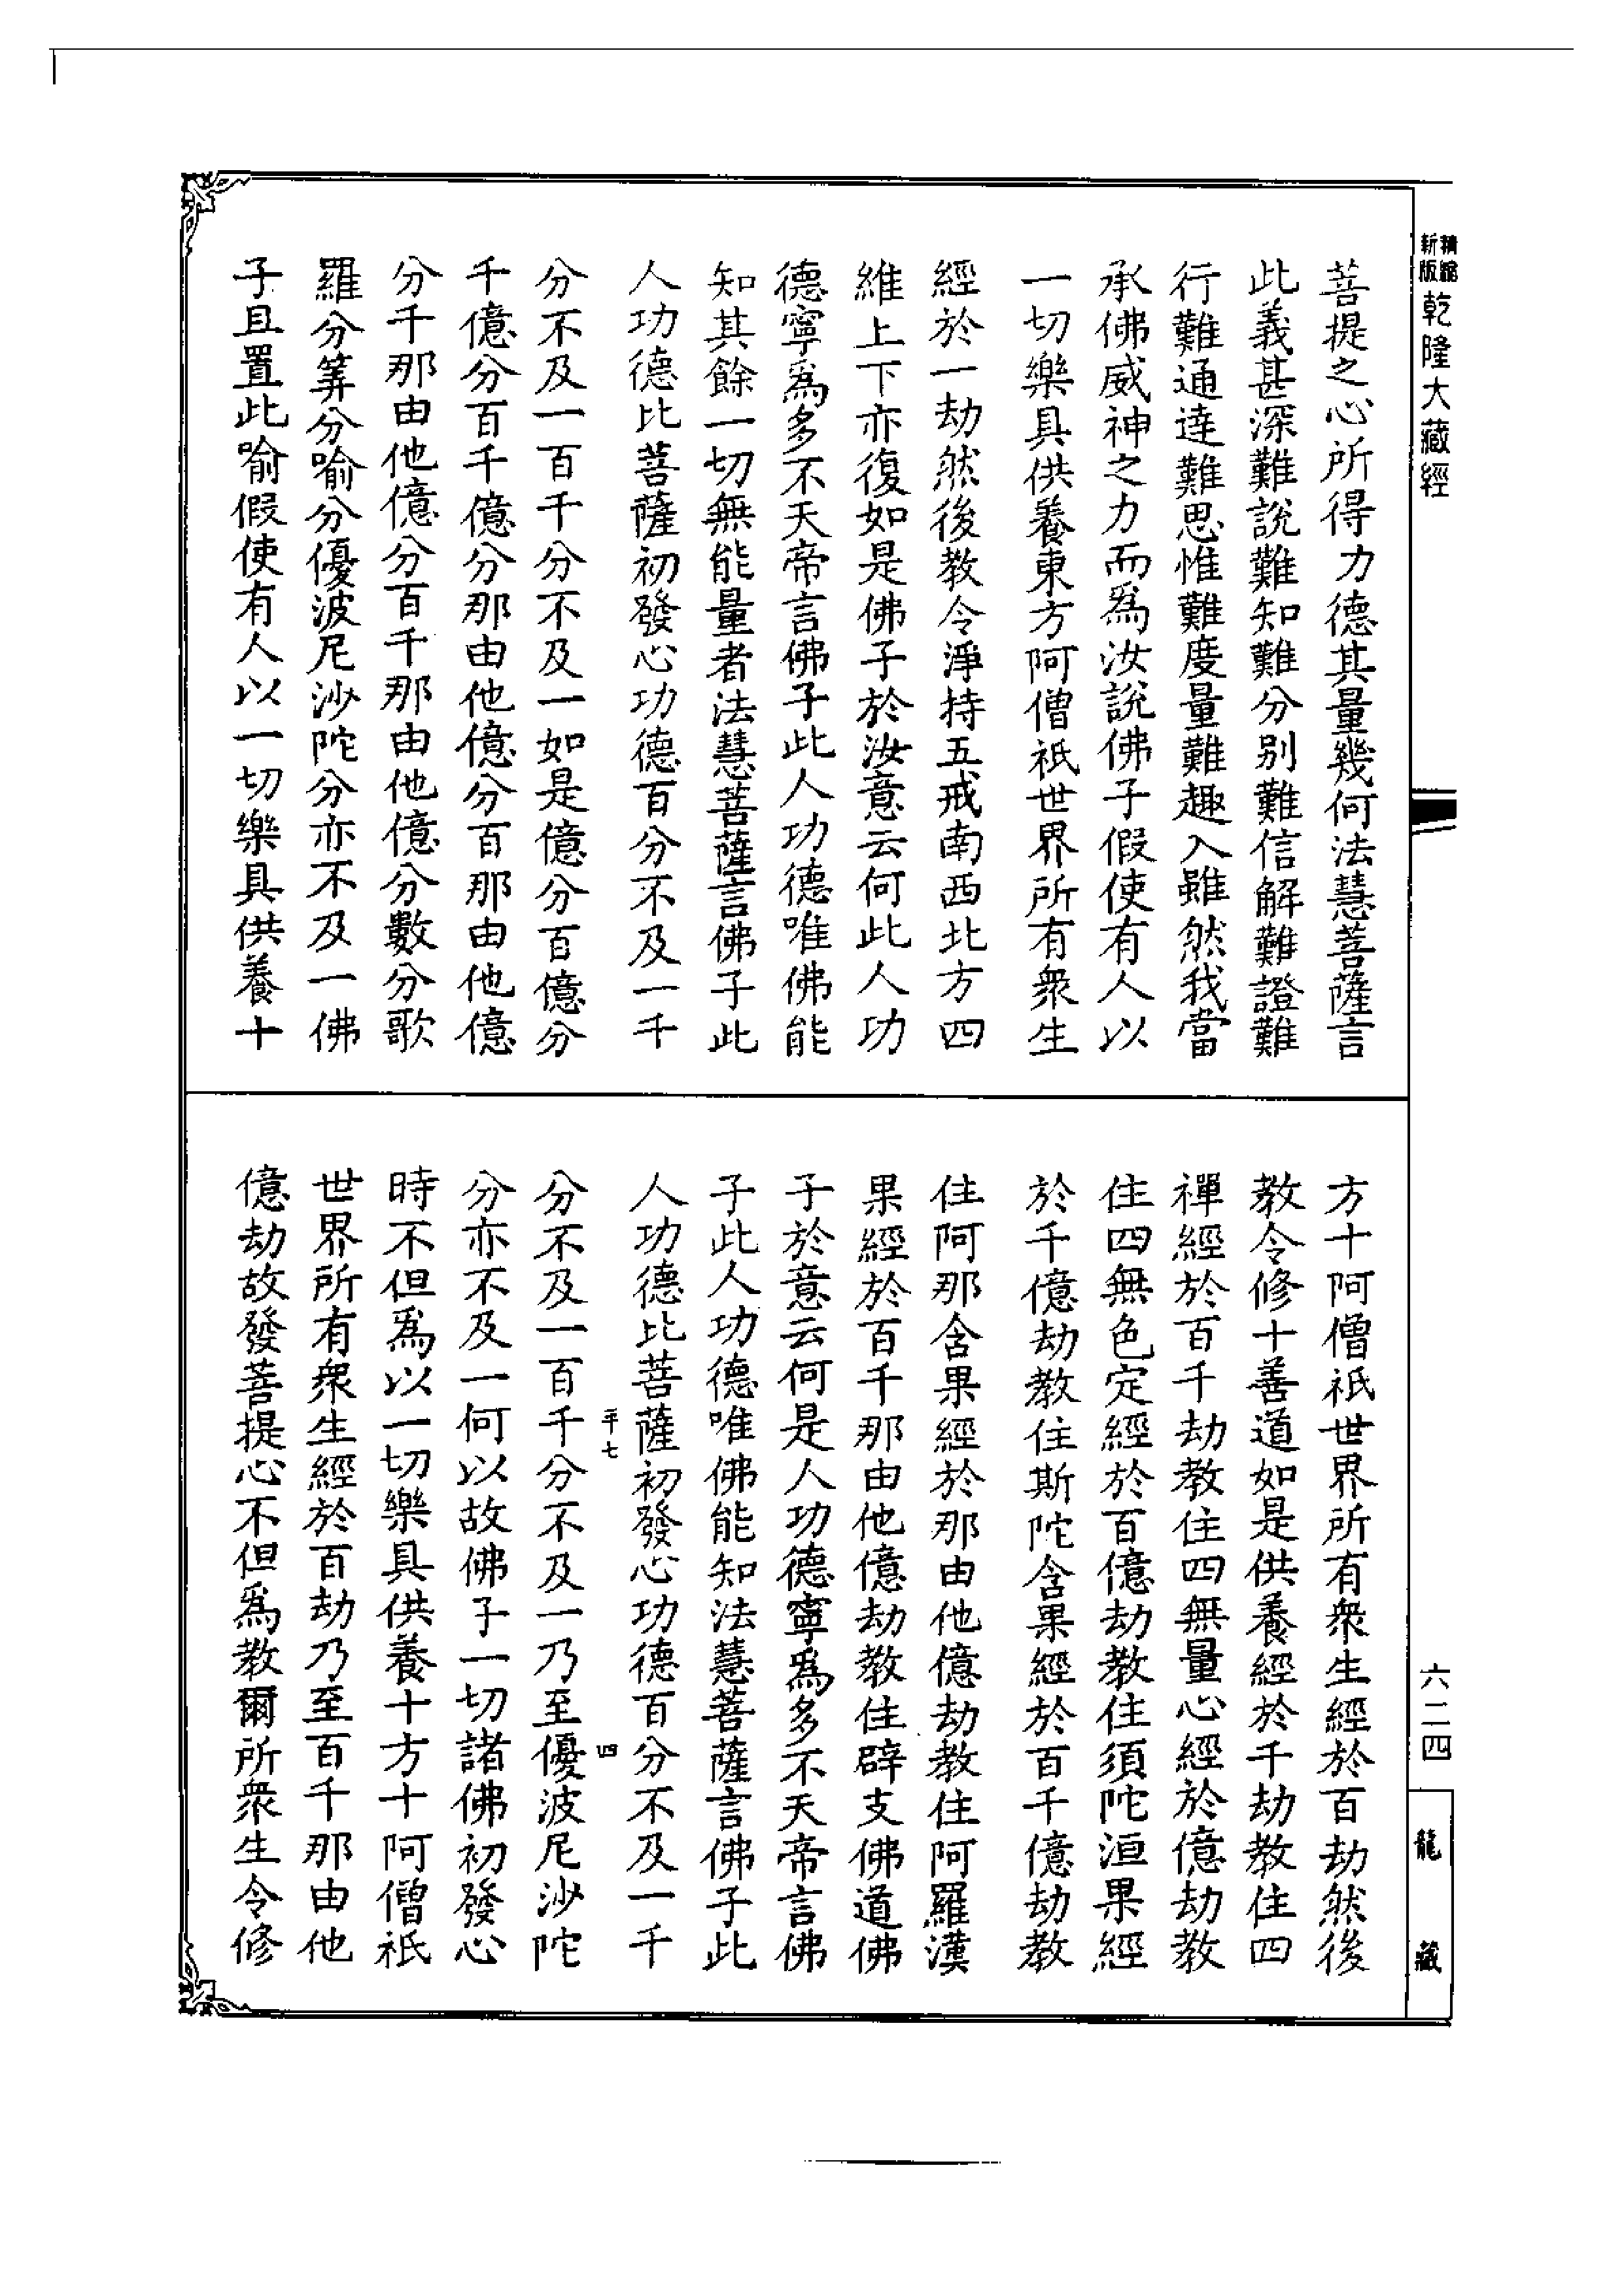 新版
精縮
乾隆大藏經
六二四
龍藏
菩提之心所得力德其量幾何法慧菩薩言
此義甚深難說難知難分別難信解難證難
行難通達難思惟難度量難趣入雖然我當
承佛威神之力而爲汝說佛子假使有人以
一切樂具供養東方阿僧祇世界所有衆生
經於一劫然後教令淨持五戒南西北方四
維上下亦復如是佛子於汝意云何此人功
德寧爲多不天帝言佛子此人功德唯佛能
知其餘一切無能量者法慧菩薩言佛子此
人功德比菩薩初發心功德百分不及一千
分不及一百千分不及一如是億分百億分
千億分百千億分那由他億分百那由他億
分千那由他億分百千那由他億分數分歌
羅分筭分喻分優波尼沙陀分亦不及一佛
子且置此喻假使有人以一切樂具供養十
方十阿僧祇世界所有衆生經於百劫然後
教令修十善道如是供養經於千劫教住四
禪經於百千劫教住四無量心經於億劫教
住四無色定經於百億劫教住須陀洹果經
於千億劫教住斯陀含果經於百千億劫教
住阿那含果經於那由他億劫教住阿羅漢
果經於百千那由他億劫教住辟支佛道佛
子於意云何是人功德寧爲多不天帝言佛
子此人功德唯佛能知法慧菩薩言佛子此
人功德比菩薩初發心功德百分不及一千
平七 四
分不及一百千分不及一乃至優波尼沙陀
分亦不及一何以故佛子一切諸佛初發心
時不但爲以一切樂具供養十方十阿僧祇
世界所有衆生經於百劫乃至百千那由他
億劫故發菩提心不但爲教爾所衆生令修